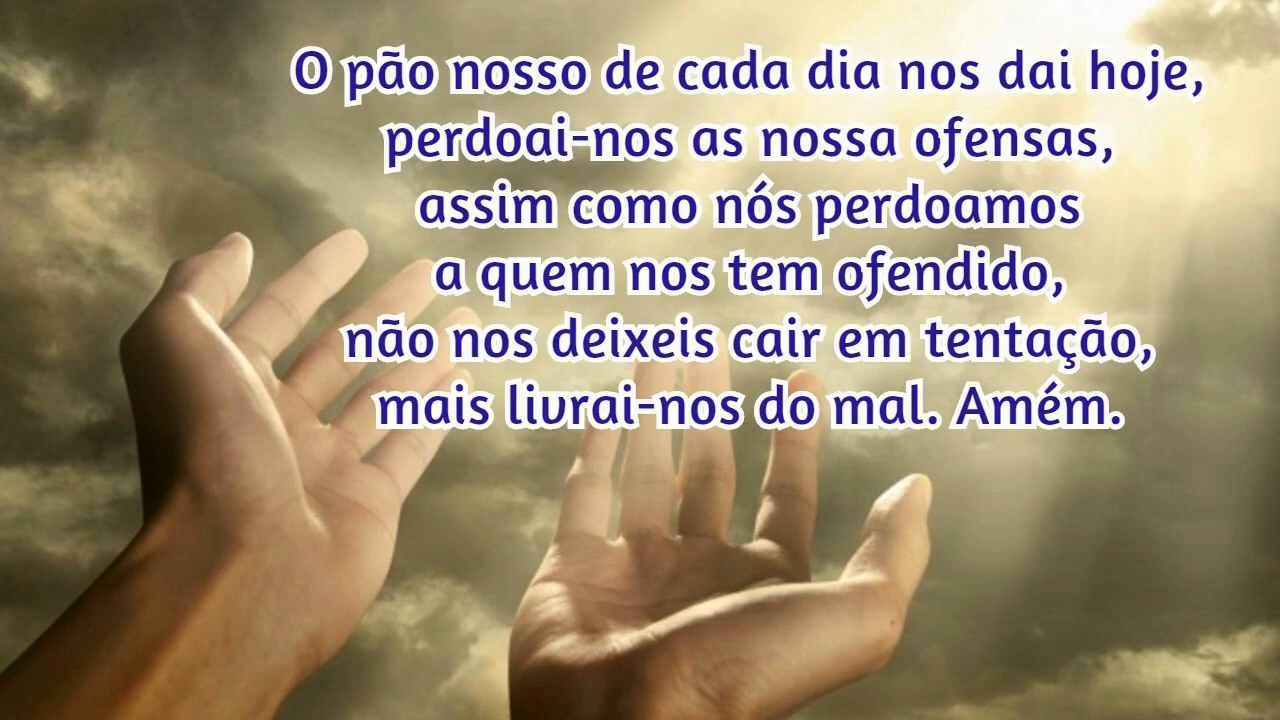 O pão nosso de cada dia nos dai hoje,
perdoai-nos as nossa ofensas,
assim como nós perdoamos
a quem nos tem ofendido,
não nos deixeis cair em tentação,
mais livrai-nos do mal. Amém.